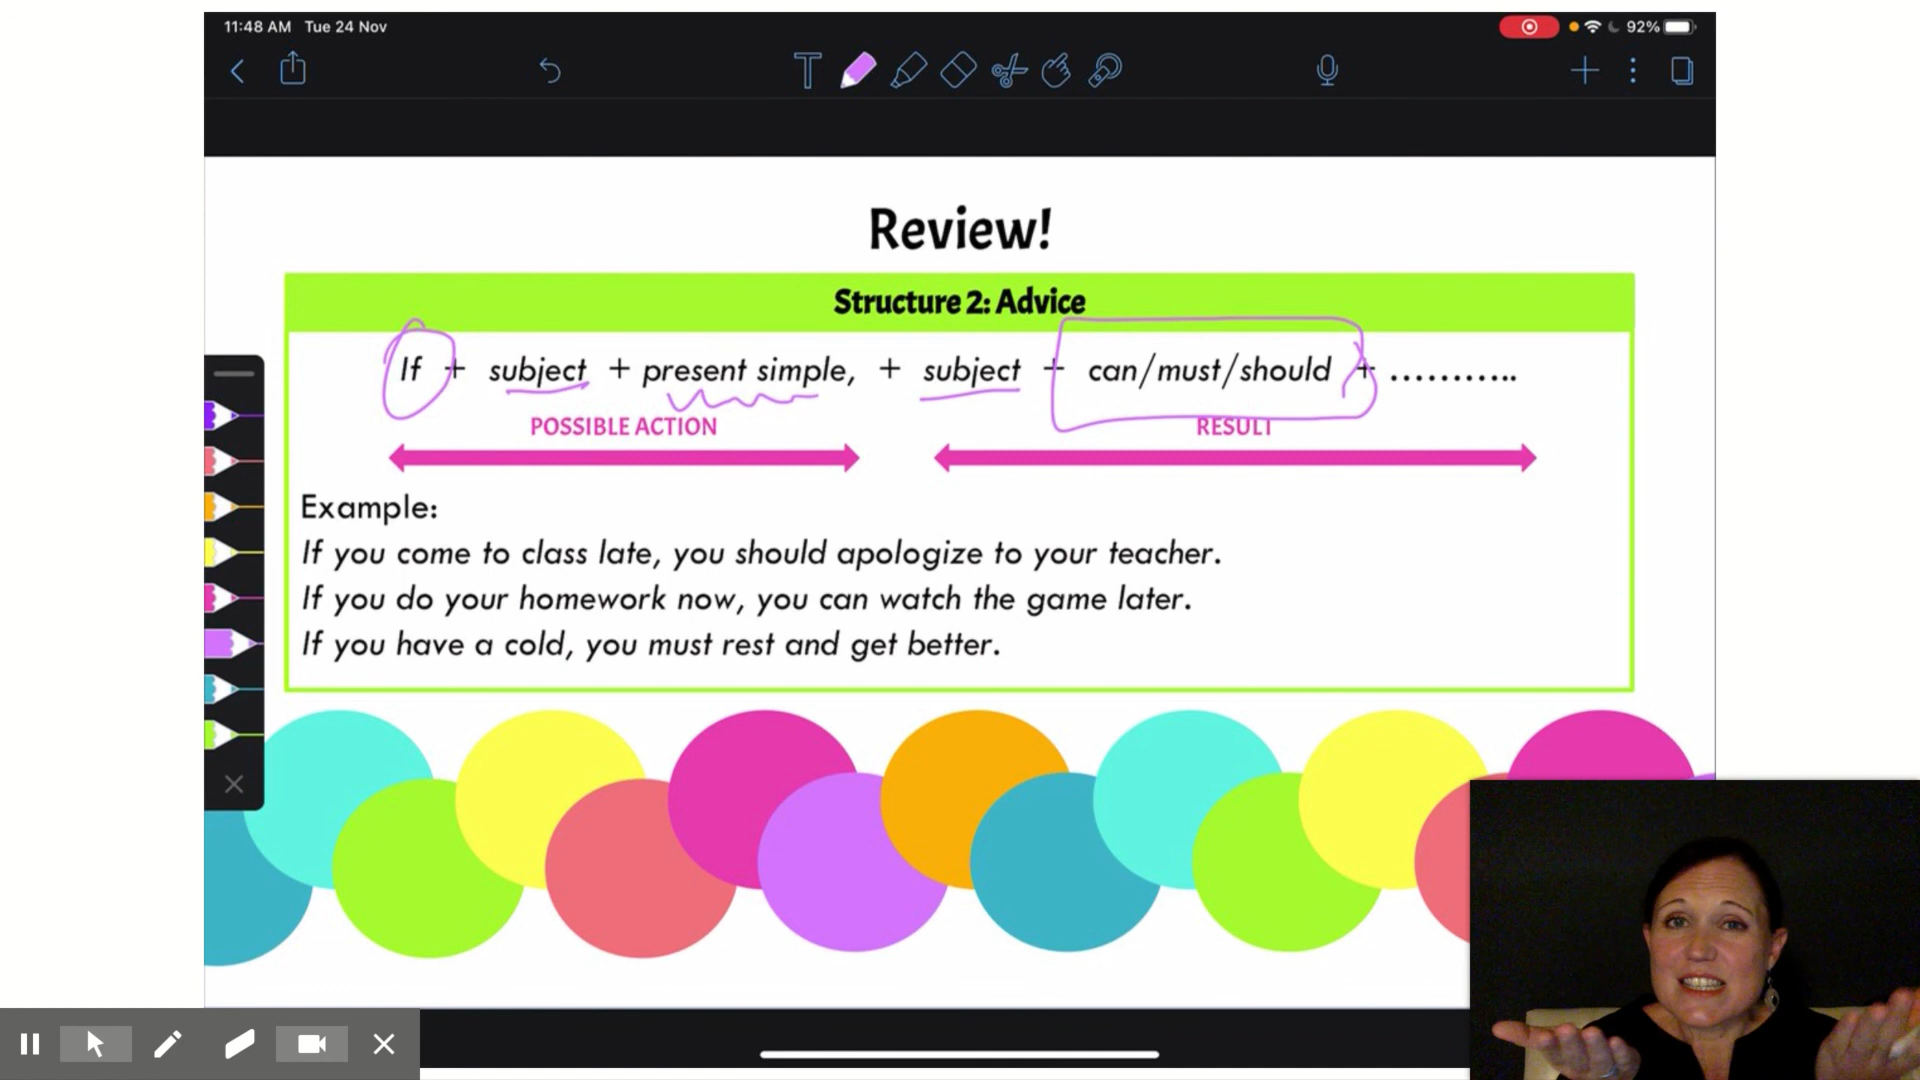 11:48 AM Tue 24 Nov
92%
Review!
Structure 2: Advice
If + subject + present simple, + subject + can/must/should + ...........
POSSIBLE ACTION RESULT
Example:
If you come to class late, you should apologize to your teacher.
If you do your homework now, you can watch the game later.
If you have a cold, you must rest and get better.